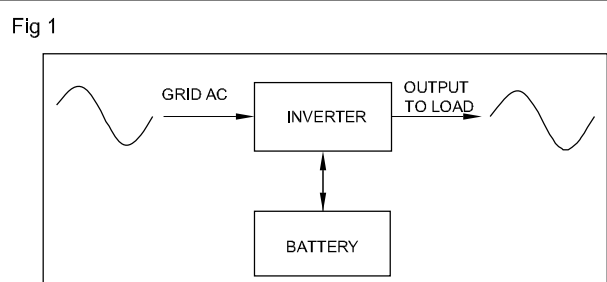 Fig 1
GRID AC
INVERTER
OUTPUT
TO LOAD
BATTERY